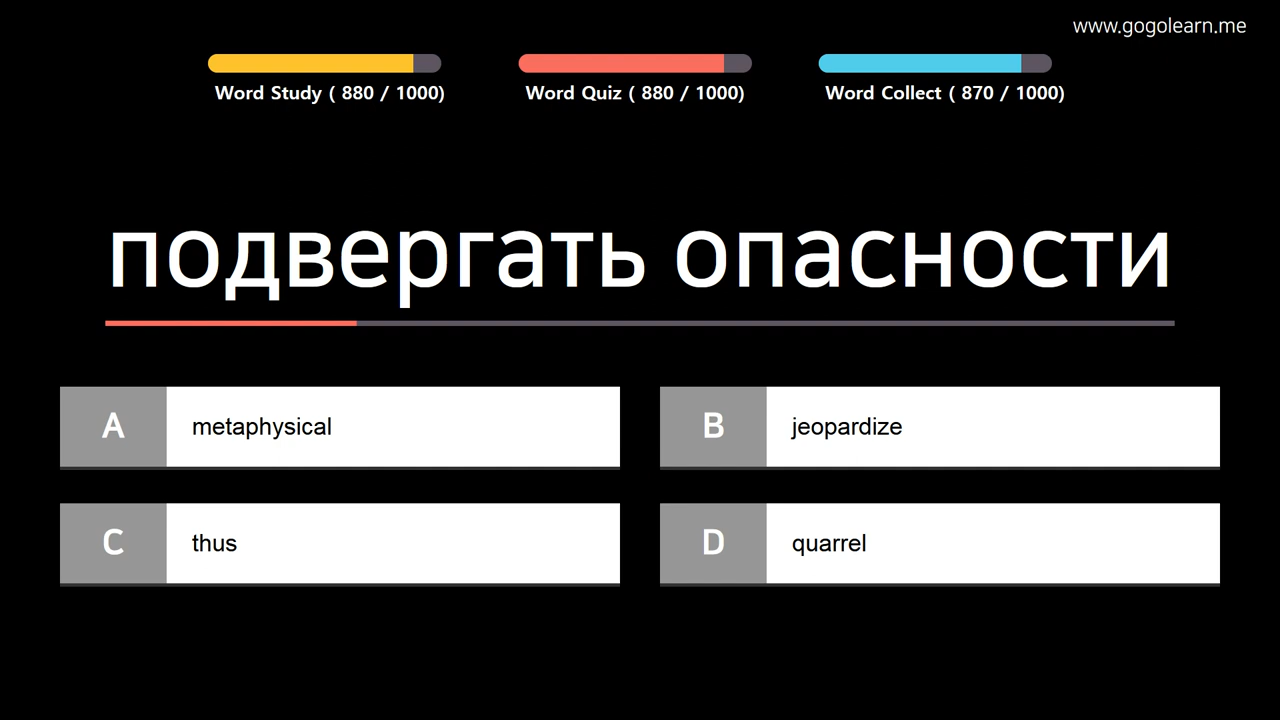 www.gogolearn.me
Word Study ( 880 / 1000)
Word Quiz ( 880 / 1000)
Word Collect ( 870 / 1000)
подвергать опасности
A metaphysical
B jeopardize
C thus
D quarrel